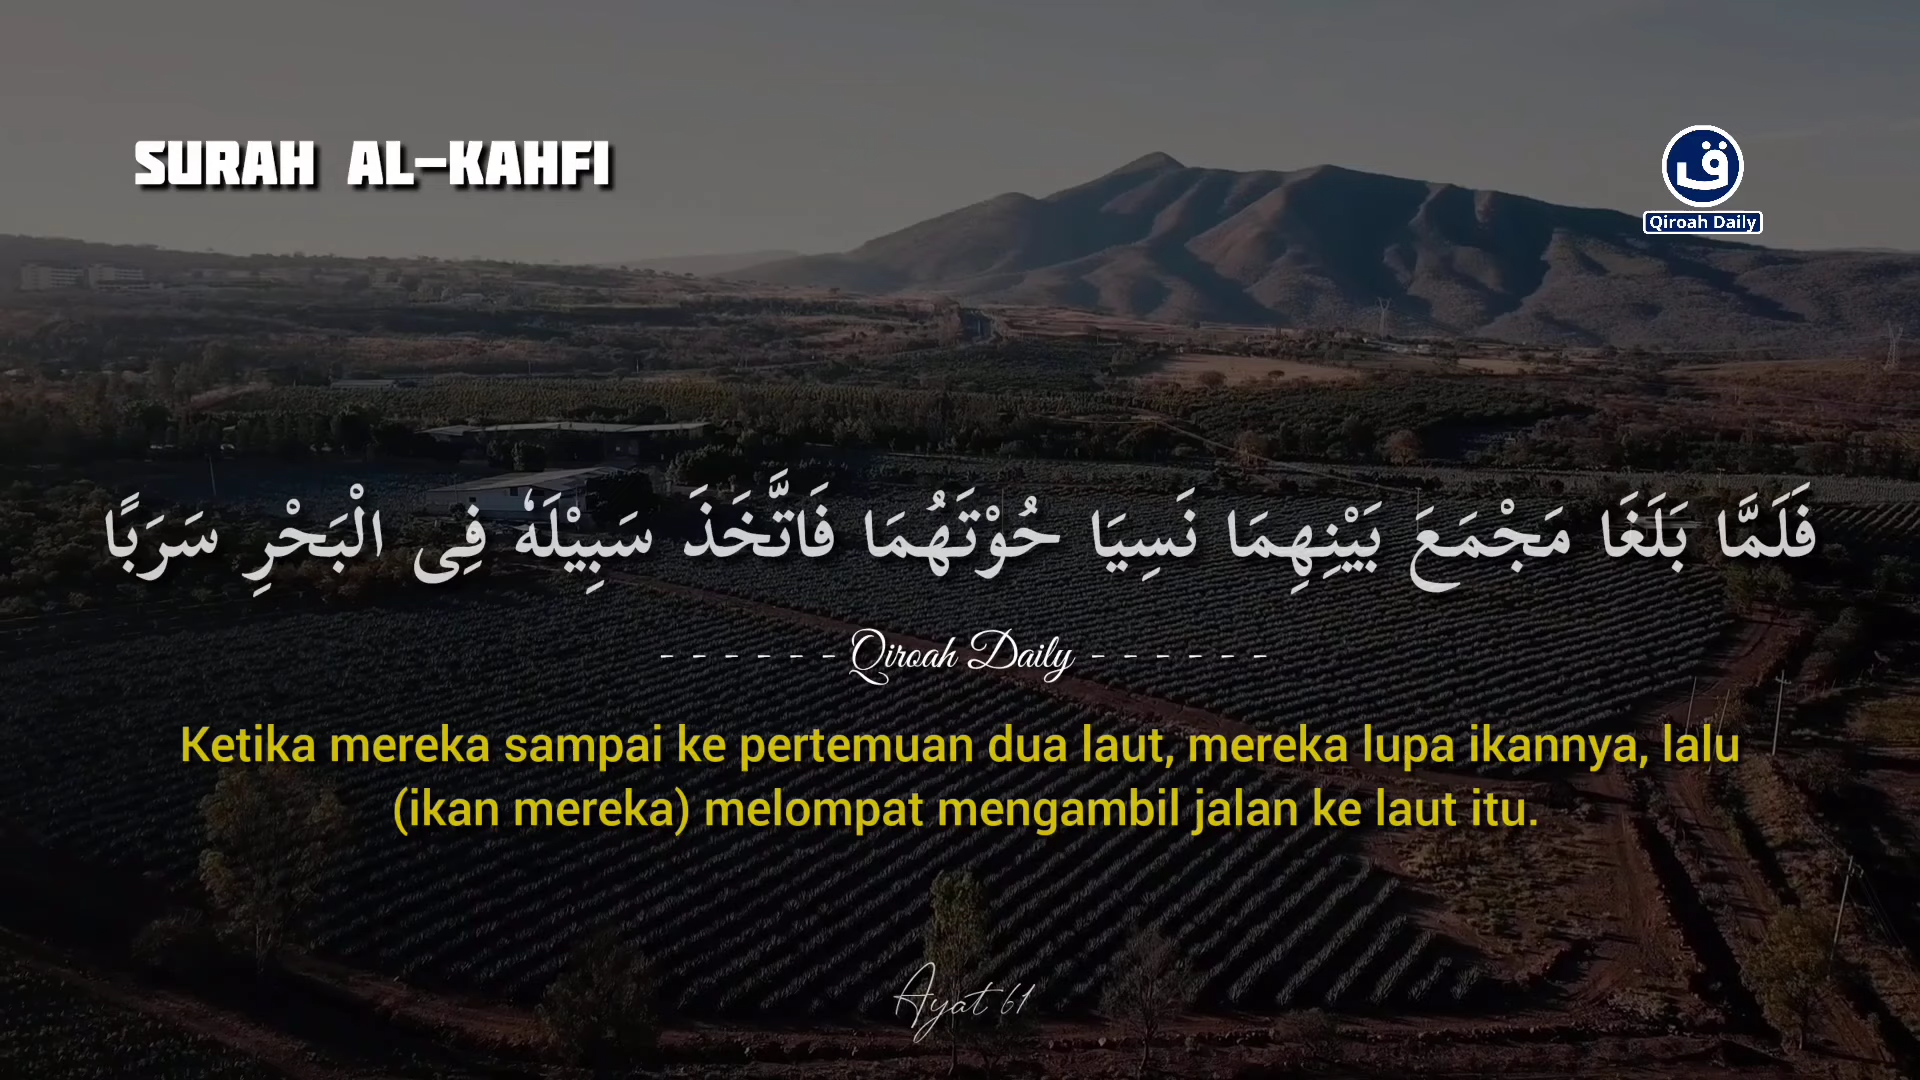 SURAH AL-KAHFI
ق
Qiroah Daily
فَلَمَّا بَلَغَا مَجْمَعَ بَيْنِهِمَا نَسِيَا حُوْتَهُمَا فَاتَّخَذَ سَبِيْلَهٗ فِى الْبَحْرِ سَرَبًا
- - - - - - Qiroah Daily - - - - - -
Ketika mereka sampai ke pertemuan dua laut, mereka lupa ikannya, lalu
(ikan mereka) melompat mengambil jalan ke laut itu.
Ayat 61